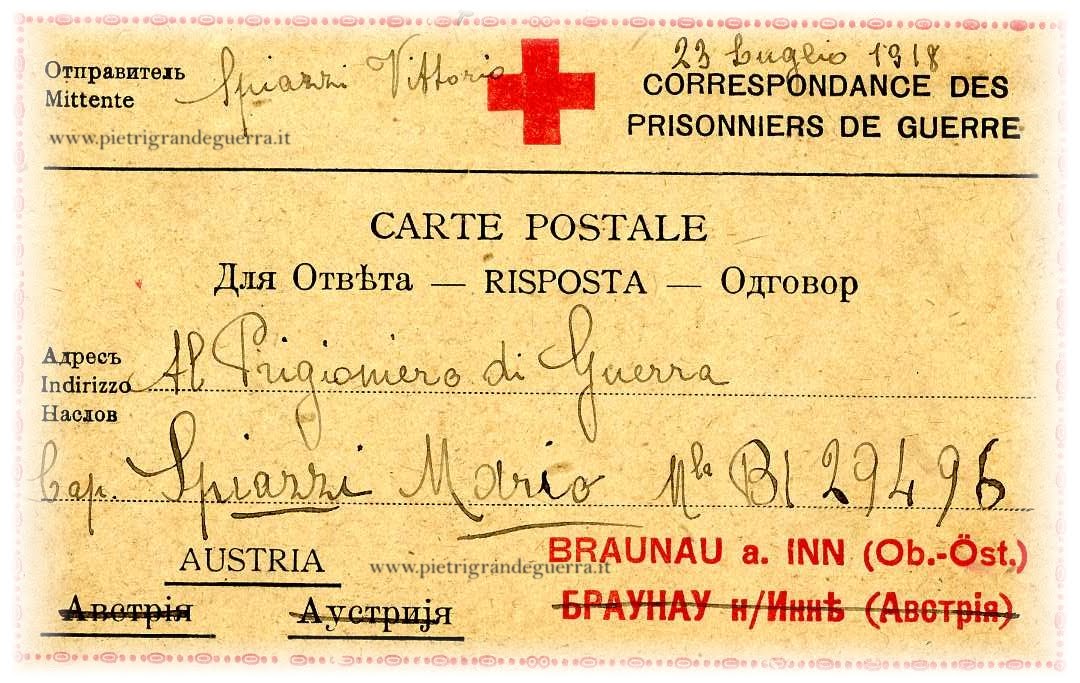 Отправитель Spiazzi Vittorio 23 Luglio 1918
Mittente
CORRESPONDANCE DES
PRISONNIERS DE GUERRE
www.pietrigrandeguerra.it
CARTE POSTALE
Для Отвѣта — RISPOSTA — Одговор
Адресъ
Indirizzo Al Prigioniero di Guerra
Наслов
Cap. Spiazzi Mario Mla BI 29496
AUSTRIA
BRAUNAU a. INN (Ob.-Öst.)
www.pietrigrandeguerra.it
Австрія Аустрија
БРАУНАУ н/Иннѣ (Австрія)